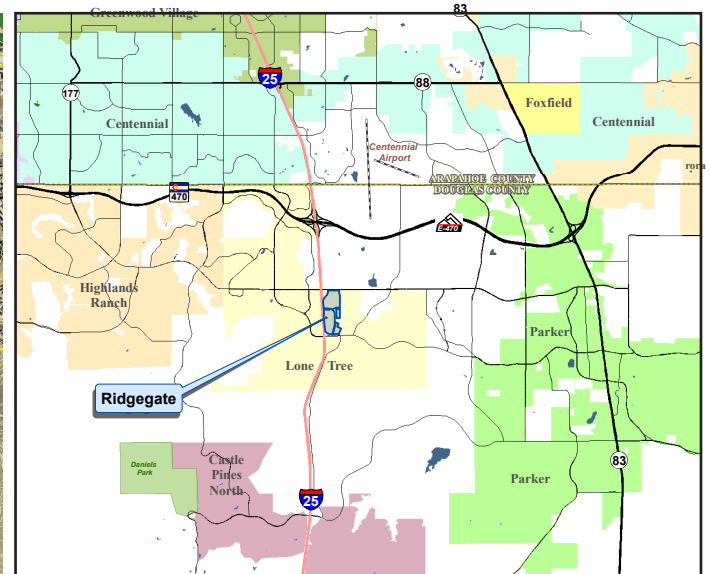 Greenwood Village
83
25
177
88
Foxfield
Centennial
Centennial
Centennial
Airport
rora
ARAPAHOE COUNTY
DOUGLAS COUNTY
470
E-470
Highlands
Ranch
Parker
Lone Tree
Ridgegate
Daniels
Park
Castle
Pines
North
83
Parker
25